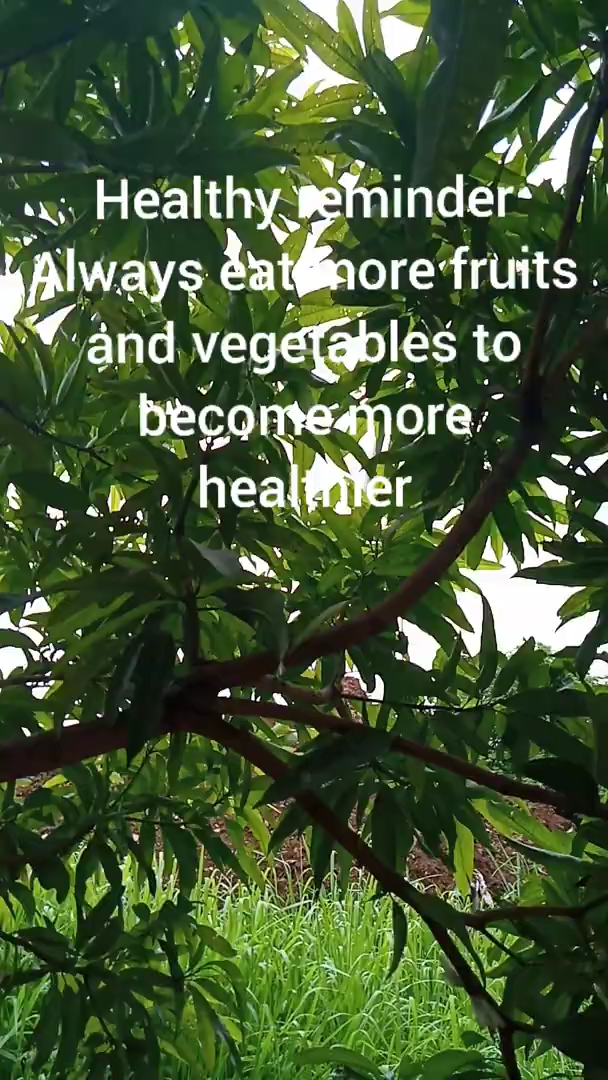 Healthy reminder
Always eat more fruits
and vegetables to
become more
healthier